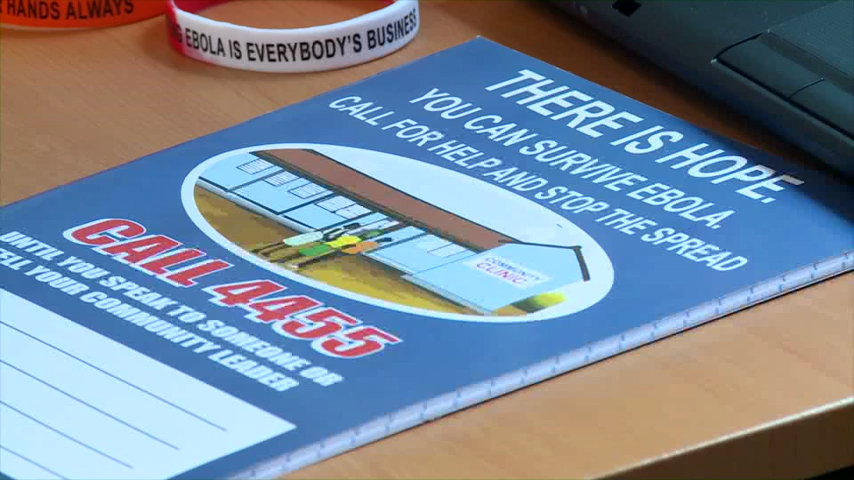 HANDS ALWAYS
EBOLA IS EVERYBODY'S BUSINESS
THERE IS HOPE.
YOU CAN SURVIVE EBOLA.
CALL FOR HELP AND STOP THE SPREAD
COMMUNITY
CLINIC
CALL 4455
UNTIL YOU SPEAK TO SOMEONE OR
TELL YOUR COMMUNITY LEADER